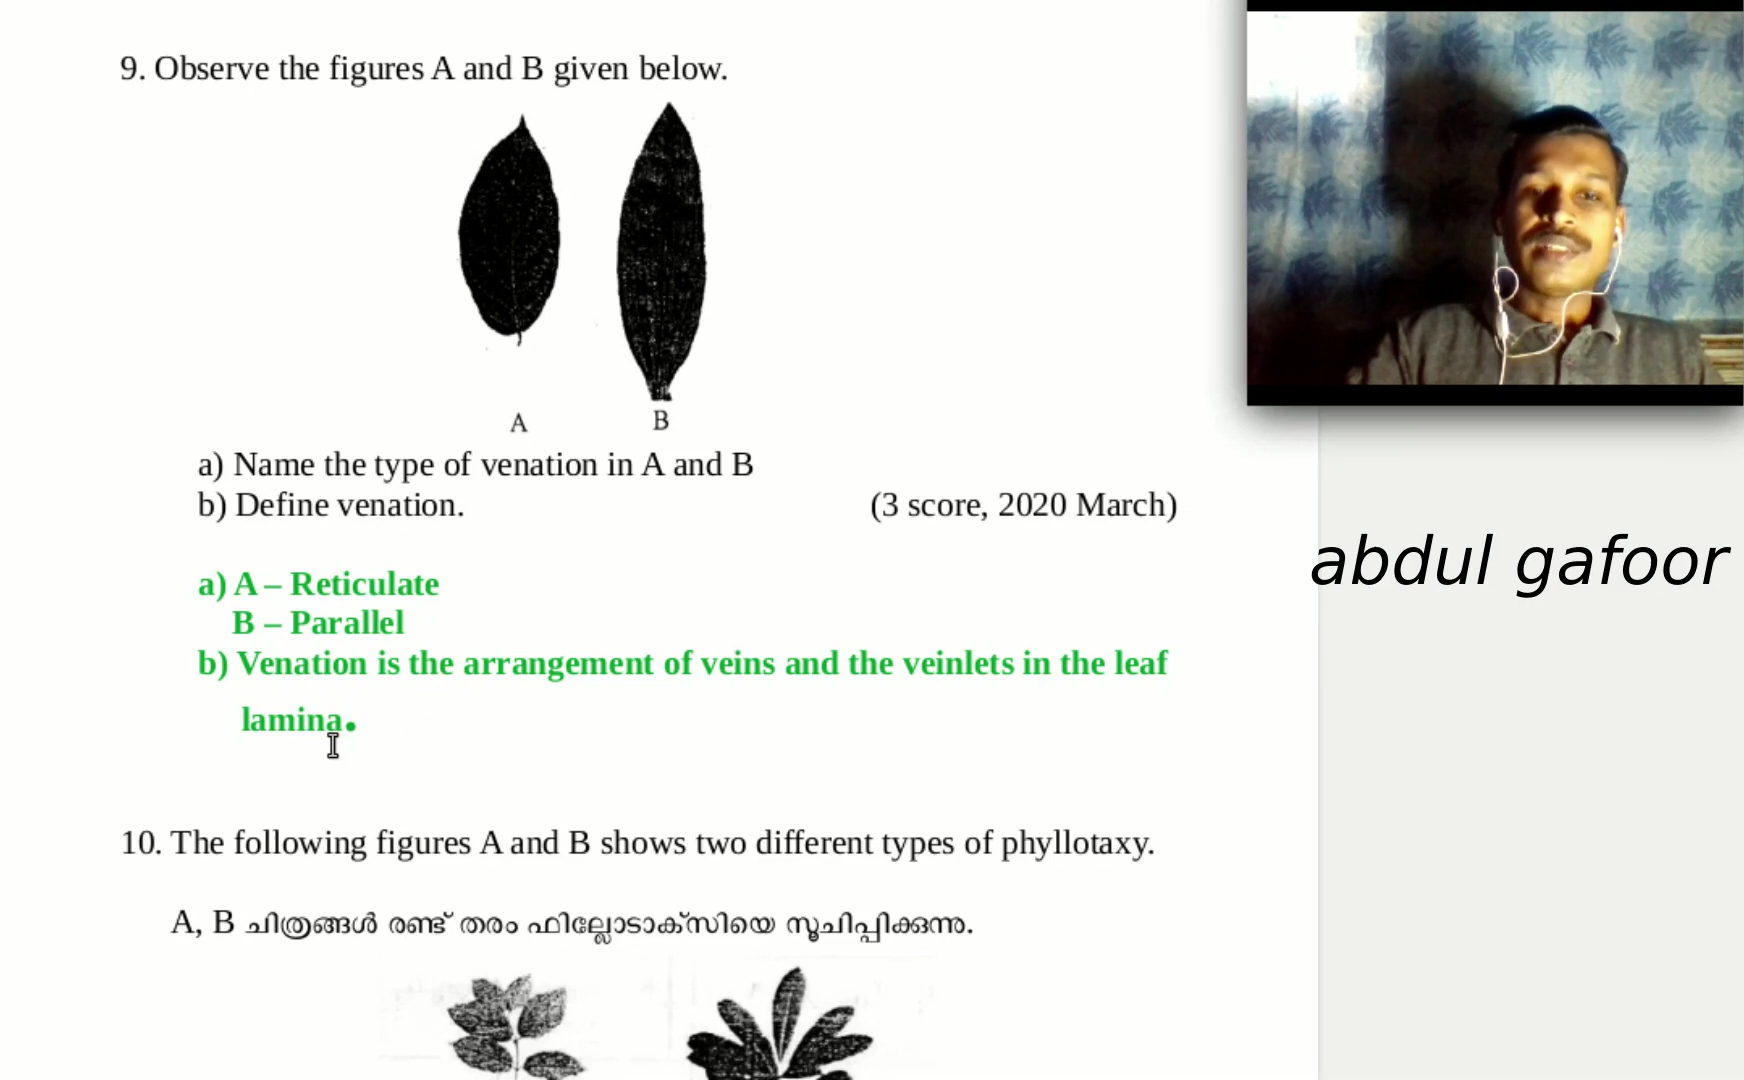 9. Observe the figures A and B given below.
A
B
a) Name the type of venation in A and B
b) Define venation.
(3 score, 2020 March)
a) A – Reticulate
B – Parallel
b) Venation is the arrangement of veins and the veinlets in the leaf
lamina.
10. The following figures A and B shows two different types of phyllotaxy.
A, B ചിത്രങ്ങൾ രണ്ട് തരം ഫില്ലോടാക്സിയെ സൂചിപ്പിക്കുന്നു.
abdul gafoor